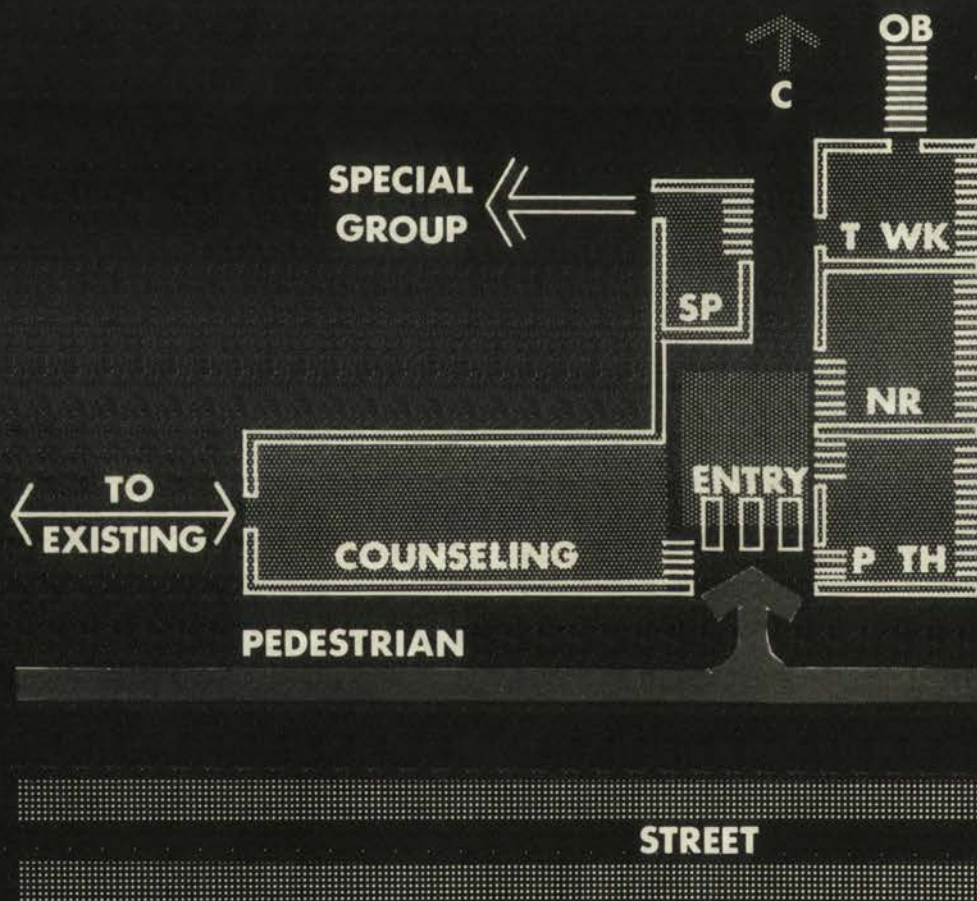 OB
C
SPECIAL
GROUP
T WK
SP
NR
ENTRY
TO
EXISTING
COUNSELING
P TH
PEDESTRIAN
STREET